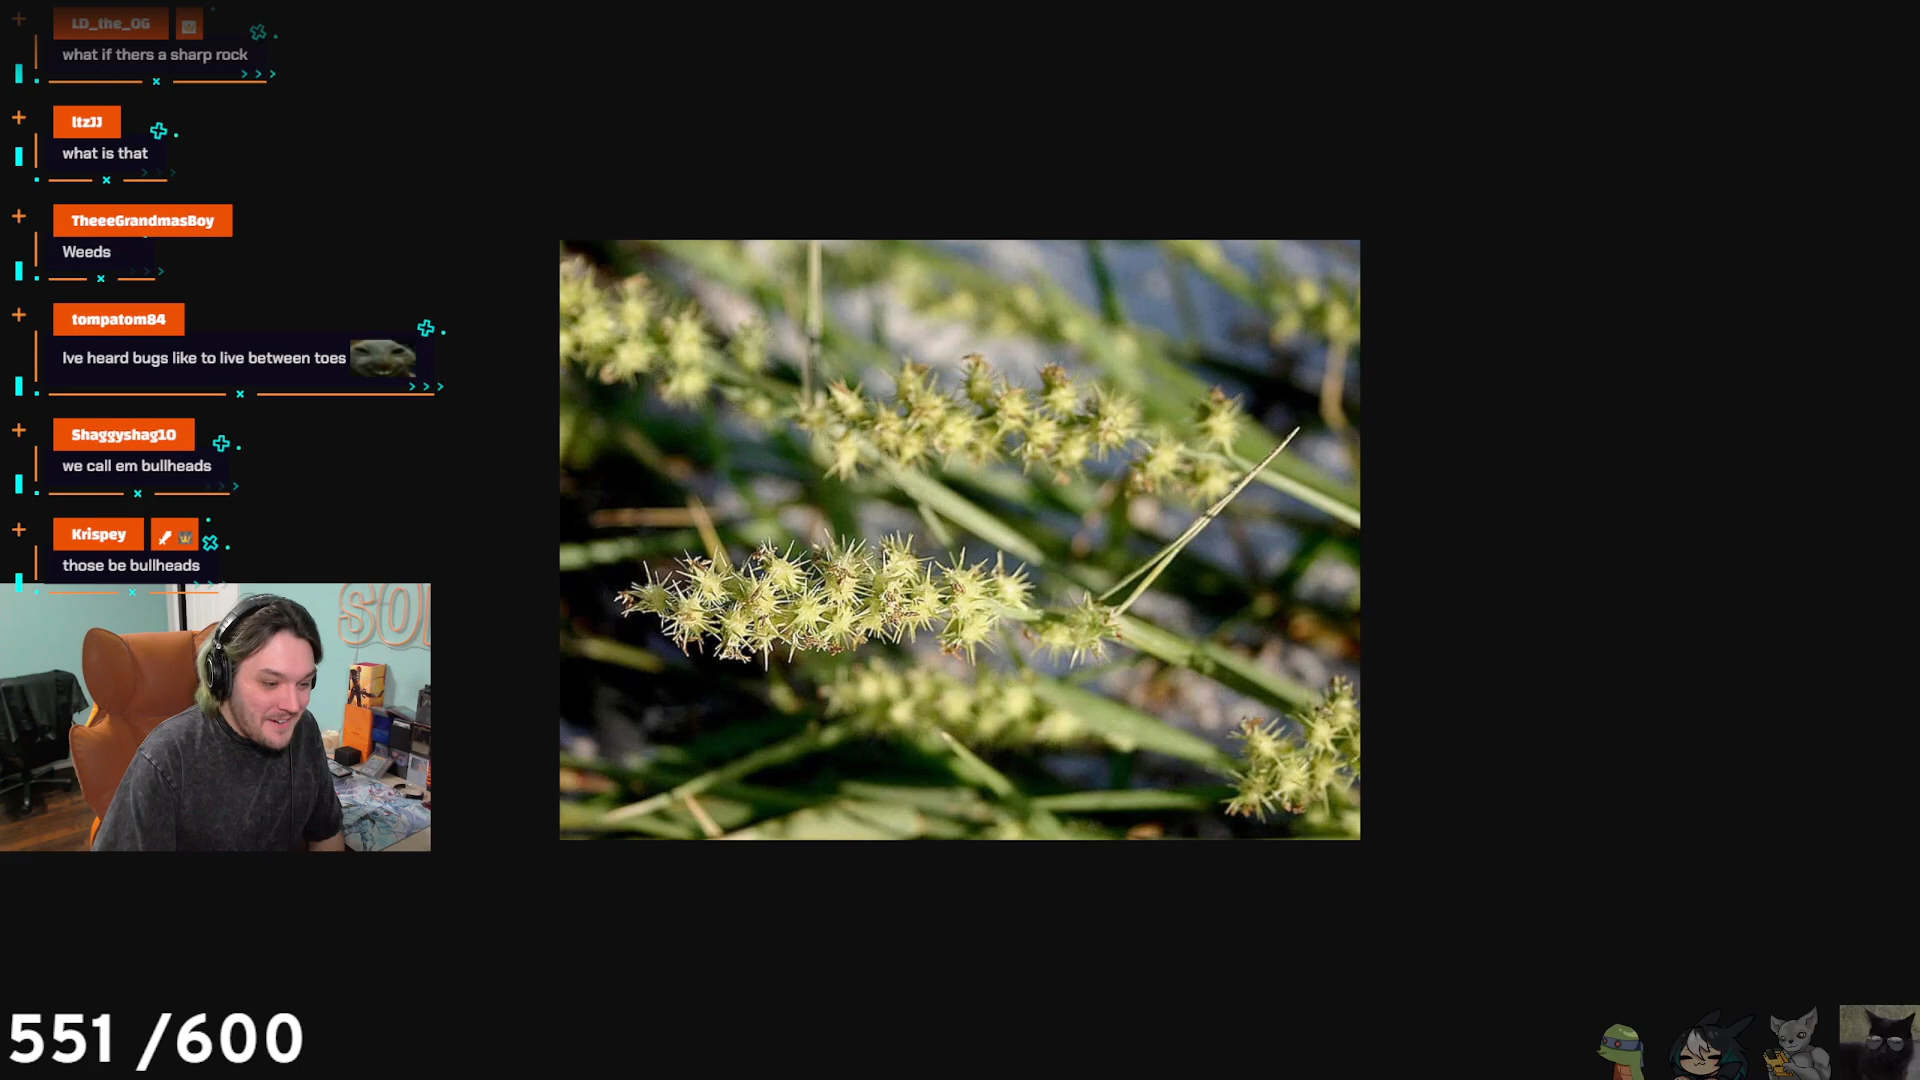 LD_the_OG
what if thers a sharp rock
ItzJJ
what is that
TheeeGrandmasBoy
Weeds
tompatom84
Ive heard bugs like to live between toes
Shaggyshag10
we call em bullheads
Krispey
those be bullheads
551 /600